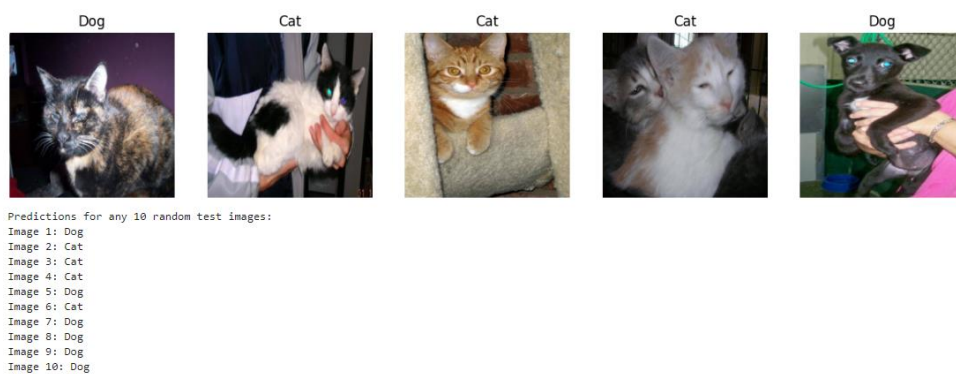 Dog Cat Cat Cat Dog
Predictions for any 10 random test images:
Image 1: Dog
Image 2: Cat
Image 3: Cat
Image 4: Cat
Image 5: Dog
Image 6: Cat
Image 7: Dog
Image 8: Dog
Image 9: Dog
Image 10: Dog